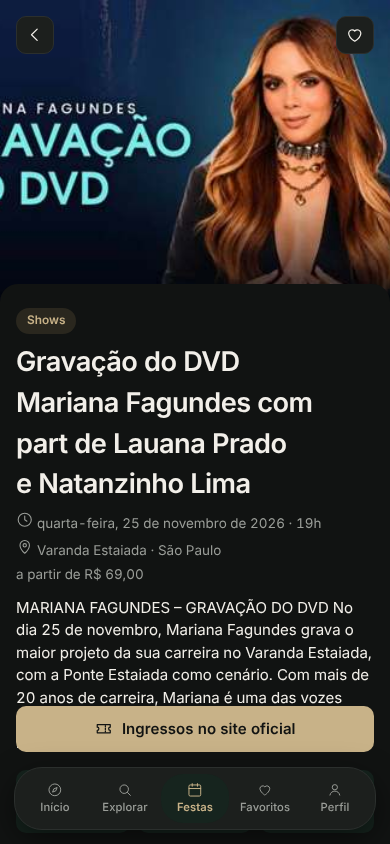 NA FAGUNDES
AVAÇÃO
DVD
Shows
Gravação do DVD
Mariana Fagundes com
part de Lauana Prado
e Natanzinho Lima
quarta-feira, 25 de novembro de 2026 · 19h
Varanda Estaiada · São Paulo
a partir de R$ 69,00
MARIANA FAGUNDES – GRAVAÇÃO DO DVD No
dia 25 de novembro, Mariana Fagundes grava o
maior projeto da sua carreira no Varanda Estaiada,
com a Ponte Estaiada como cenário. Com mais de
20 anos de carreira, Mariana é uma das vozes
Ingressos no site oficial
Início Explorar Festas Favoritos Perfil